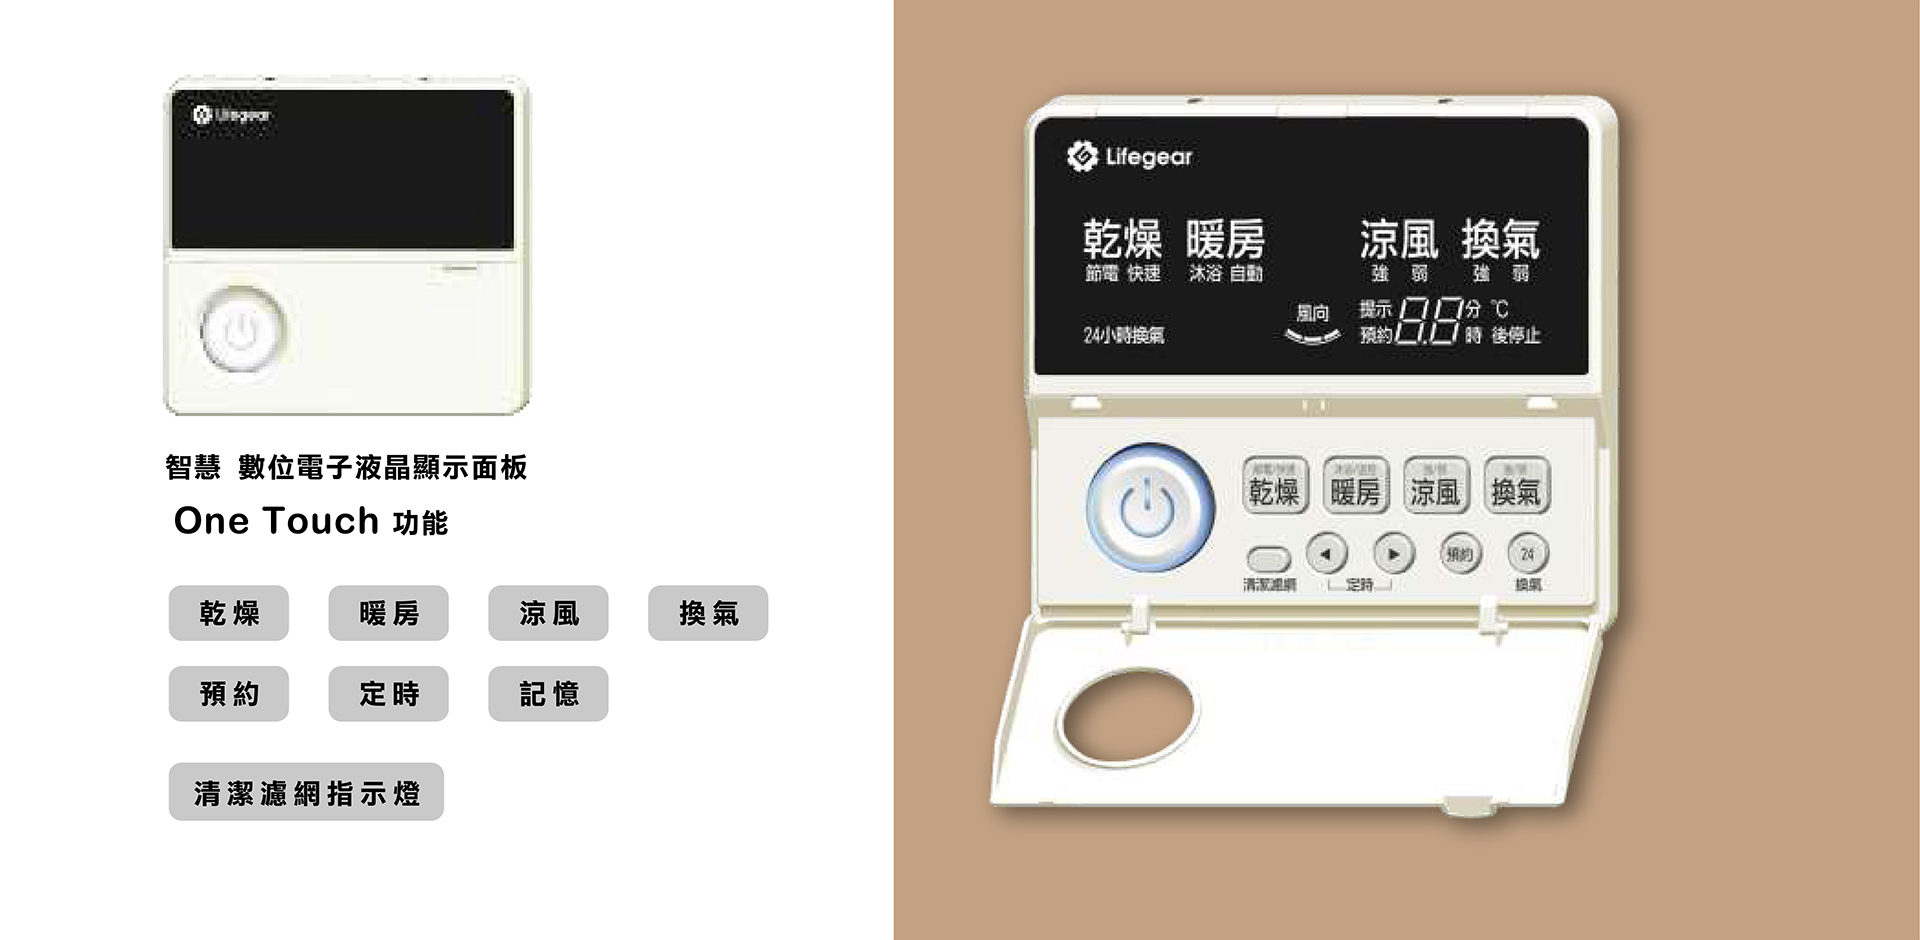 Lifegear
智慧 數位電子液晶顯示面板
One Touch 功能
乾燥 暖房 涼風 換氣
預約 定時 記憶
清潔濾網指示燈
Lifegear
乾燥 暖房 涼風 換氣
節電 快速 沐浴 自動 強 弱 強 弱
風向 提示 88 分 ℃
24小時換氣 預約 時 後停止
乾燥 暖房 涼風 換氣
◀ ▶ 預約 24
清潔濾網 定時 換氣